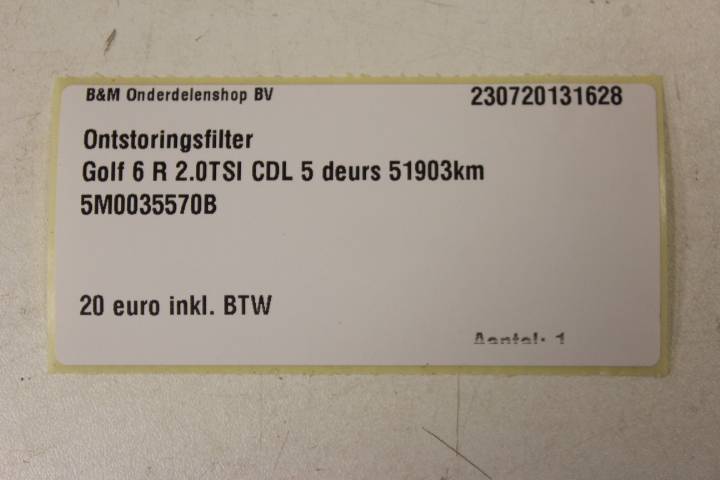 B&M Onderdelenshop BV 230720131628
Ontstoringsfilter
Golf 6 R 2.0TSI CDL 5 deurs 51903km
5M0035570B
20 euro inkl. BTW
Aantal: 1